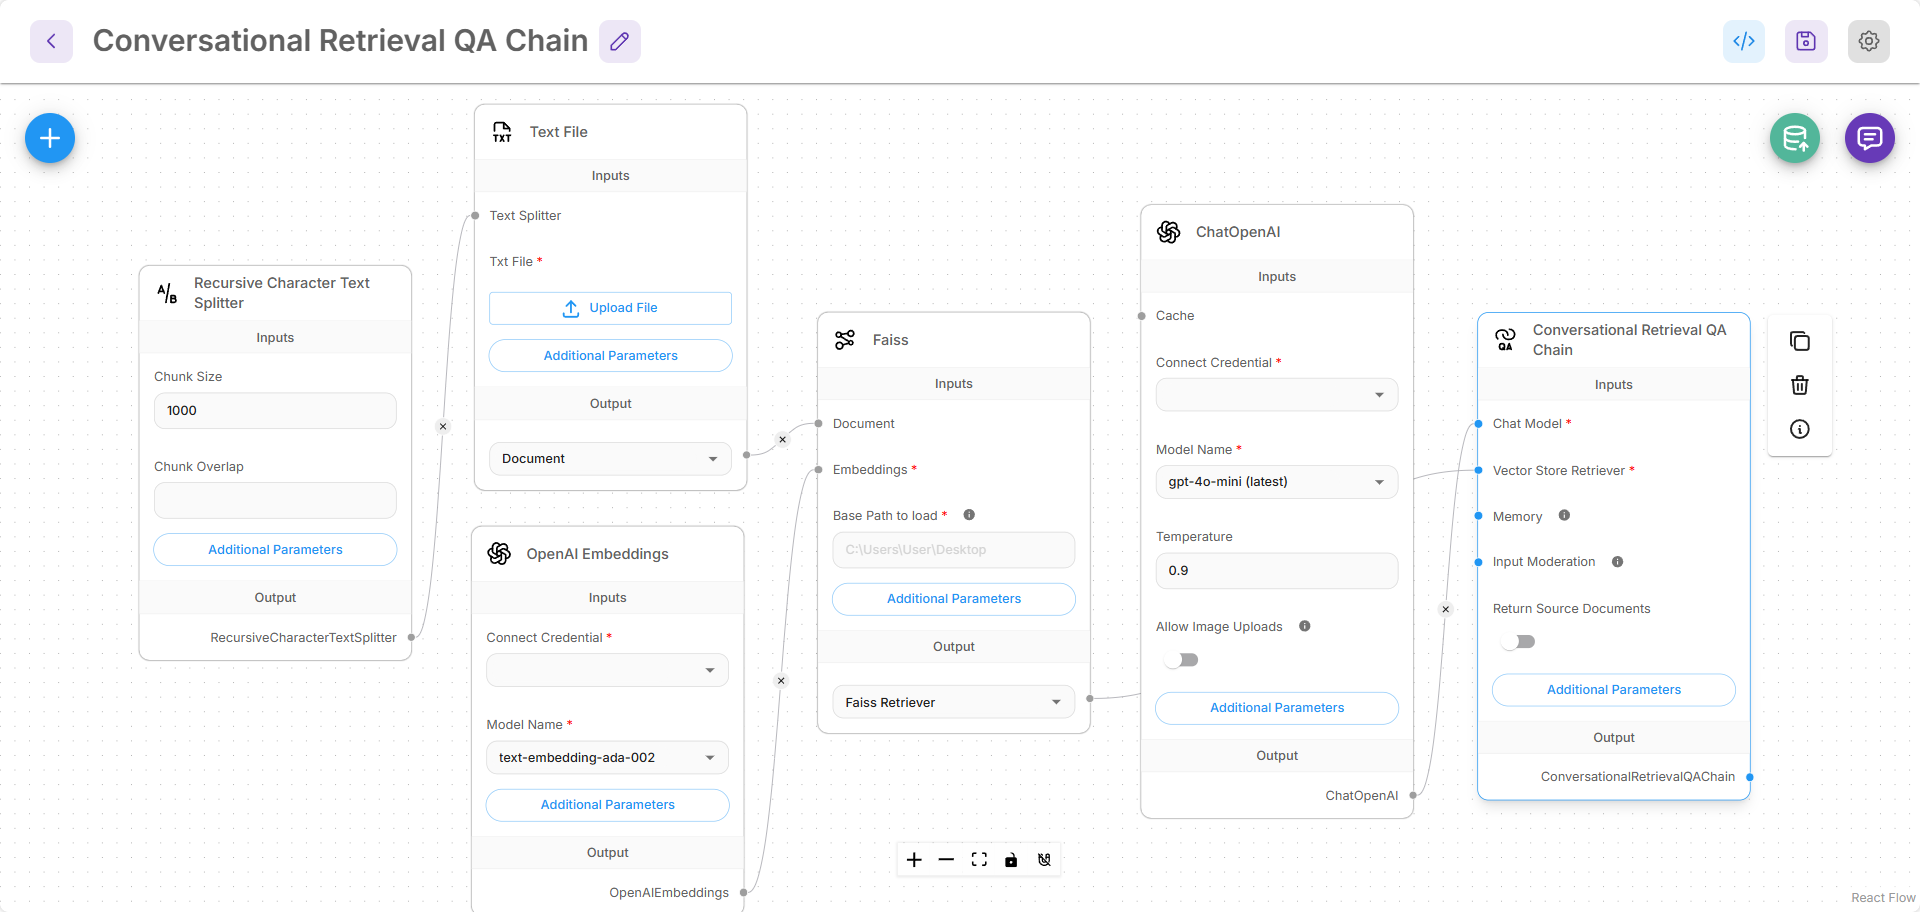 Conversational Retrieval QA Chain
Recursive Character Text
Splitter
Inputs
Chunk Size
1000
Chunk Overlap
Additional Parameters
Output
RecursiveCharacterTextSplitter
TXT
Text File
Inputs
Text Splitter
Txt File *
Upload File
Additional Parameters
Output
Document
OpenAI Embeddings
Inputs
Connect Credential *
Model Name *
text-embedding-ada-002
Additional Parameters
Output
OpenAIEmbeddings
Faiss
Inputs
Document
Embeddings *
Base Path to load *
C:\Users\User\Desktop
Additional Parameters
Output
Faiss Retriever
ChatOpenAI
Inputs
Cache
Connect Credential *
Model Name *
gpt-4o-mini (latest)
Temperature
0.9
Allow Image Uploads
Additional Parameters
Output
ChatOpenAI
QA
Conversational Retrieval QA
Chain
Inputs
Chat Model *
Vector Store Retriever *
Memory
Input Moderation
Return Source Documents
Additional Parameters
Output
ConversationalRetrievalQAChain
React Flow